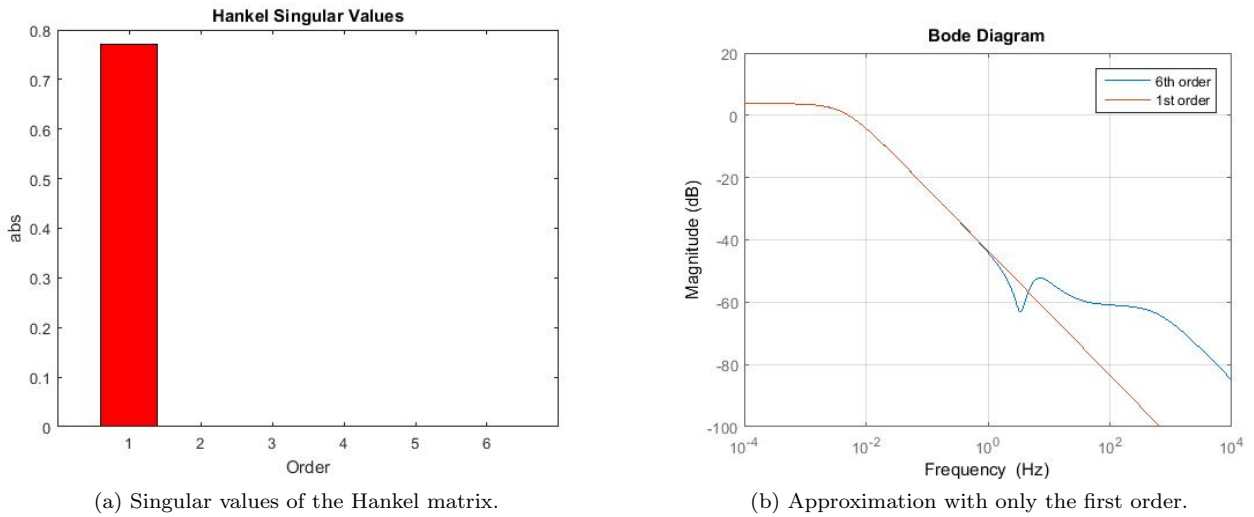 Hankel Singular Values
abs
0.8
0.7
0.6
0.5
0.4
0.3
0.2
0.1
0
1 2 3 4 5 6
Order
(a) Singular values of the Hankel matrix.
Bode Diagram
Magnitude (dB)
20
0
-20
-40
-60
-80
-100
6th order
1st order
10^-4 10^-2 10^0 10^2 10^4
Frequency (Hz)
(b) Approximation with only the first order.